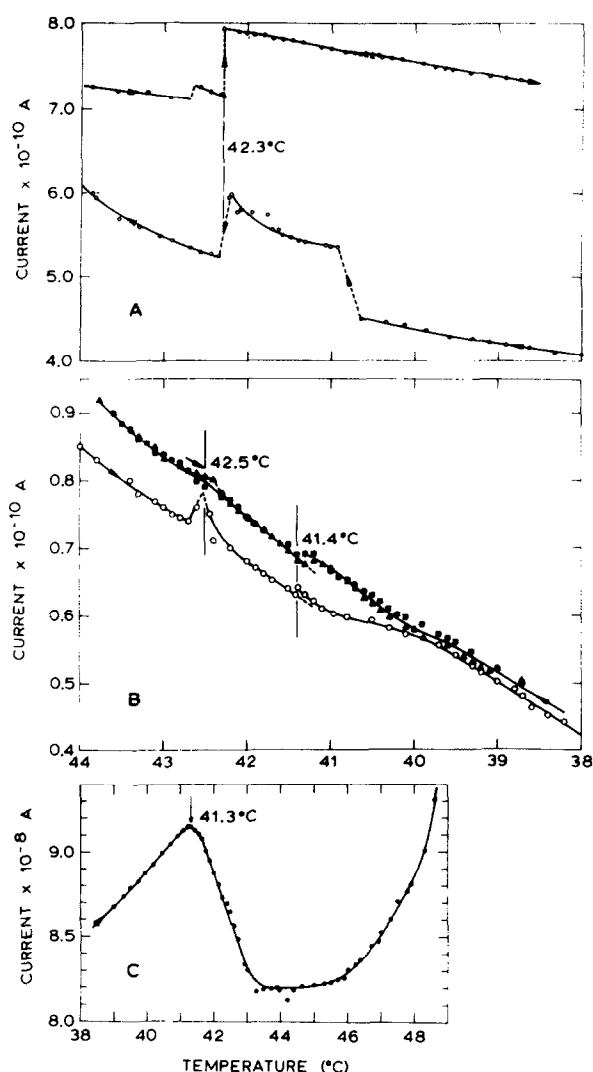 8.0
7.0
6.0
5.0
4.0
CURRENT x 10⁻¹⁰ A
42.3°C
A
0.9
0.8
0.7
0.6
0.5
0.4
CURRENT x 10⁻¹⁰ A
42.5°C
41.4°C
B
44 43 42 41 40 39 38
9.0
8.5
8.0
CURRENT x 10⁻⁸ A
41.3°C
C
38 40 42 44 46 48
TEMPERATURE (°C)